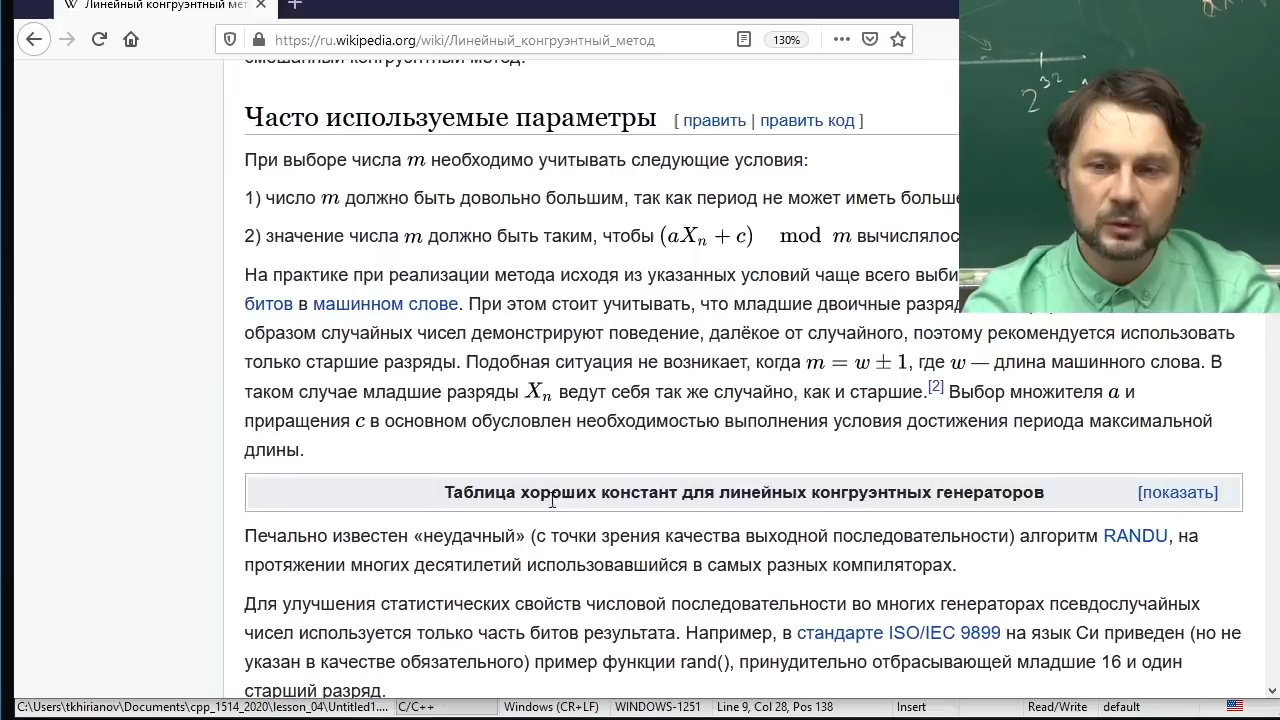 Линейный конгруэнтный мет
https://ru.wikipedia.org/wiki/Линейный_конгруэнтный_метод 130%
смешанный конгруэнтный метод.
Часто используемые параметры [ править | править код ]
При выборе числа m необходимо учитывать следующие условия:
1) число m должно быть довольно большим, так как период не может иметь больше
2) значение числа m должно быть таким, чтобы (aXₙ + c) mod m вычислялос
На практике при реализации метода исходя из указанных условий чаще всего выби
битов в машинном слове. При этом стоит учитывать, что младшие двоичные разряд
образом случайных чисел демонстрируют поведение, далёкое от случайного, поэтому рекомендуется использовать
только старшие разряды. Подобная ситуация не возникает, когда m = w ± 1, где w — длина машинного слова. В
таком случае младшие разряды Xₙ ведут себя так же случайно, как и старшие.[2] Выбор множителя a и
приращения c в основном обусловлен необходимостью выполнения условия достижения периода максимальной
длины.
Таблица хороших констант для линейных конгруэнтных генераторов [показать]
Печально известен «неудачный» (с точки зрения качества выходной последовательности) алгоритм RANDU, на
протяжении многих десятилетий использовавшийся в самых разных компиляторах.
Для улучшения статистических свойств числовой последовательности во многих генераторах псевдослучайных
чисел используется только часть битов результата. Например, в стандарте ISO/IEC 9899 на язык Си приведен (но не
указан в качестве обязательного) пример функции rand(), принудительно отбрасывающей младшие 16 и один
старший разряд.
C:\Users\tkhirianov\Documents\cpp_1514_2020\lesson_04\Untitled1.... C/C++ Windows (CR+LF) WINDOWS-1251 Line 9, Col 28, Pos 138 Insert Read/Write default
2³²